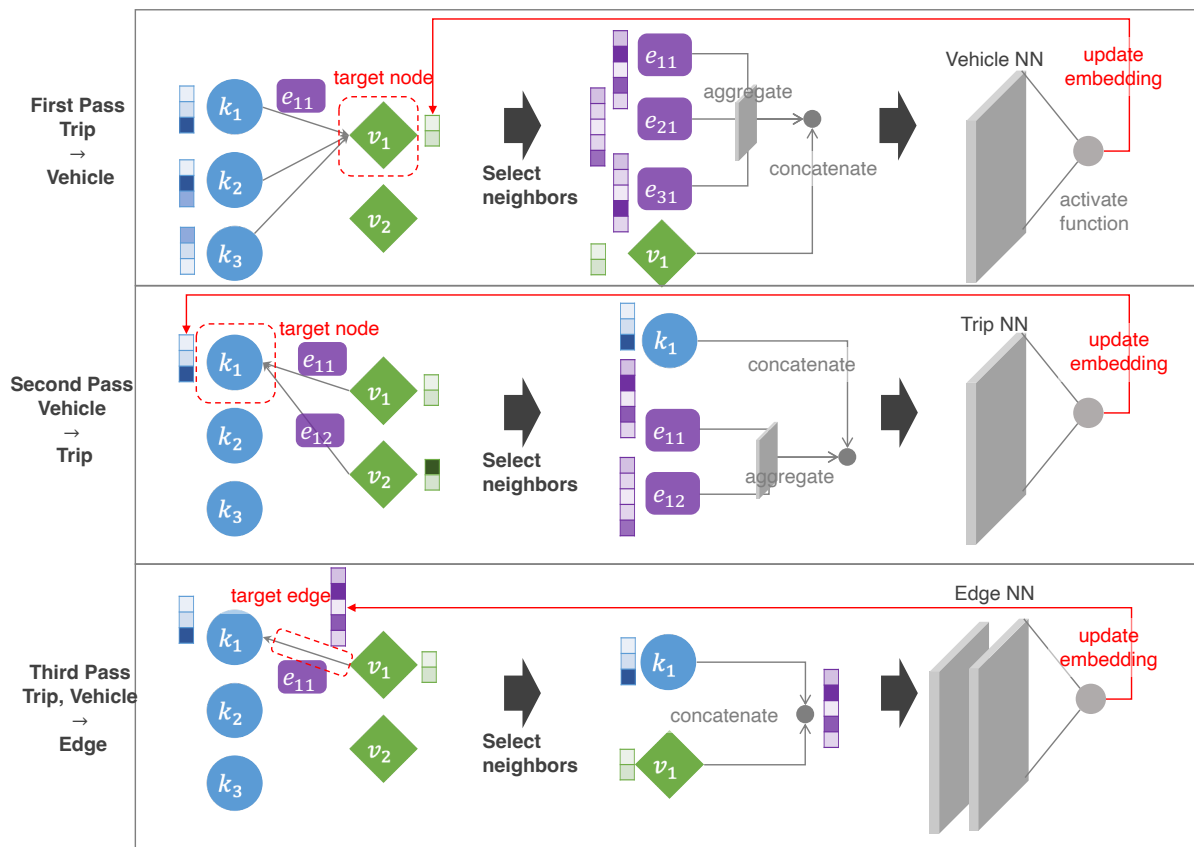 First Pass
Trip
→
Vehicle
k1
k2
k3
e11
target node
v1
v2
Select
neighbors
e11
e21
e31
v1
aggregate
concatenate
Vehicle NN
activate
function
update
embedding
Second Pass
Vehicle
→
Trip
target node
k1
k2
k3
e11
e12
v1
v2
Select
neighbors
k1
e11
e12
concatenate
aggregate
Trip NN
update
embedding
Third Pass
Trip, Vehicle
→
Edge
target edge
k1
k2
k3
e11
v1
v2
Select
neighbors
k1
v1
concatenate
Edge NN
update
embedding